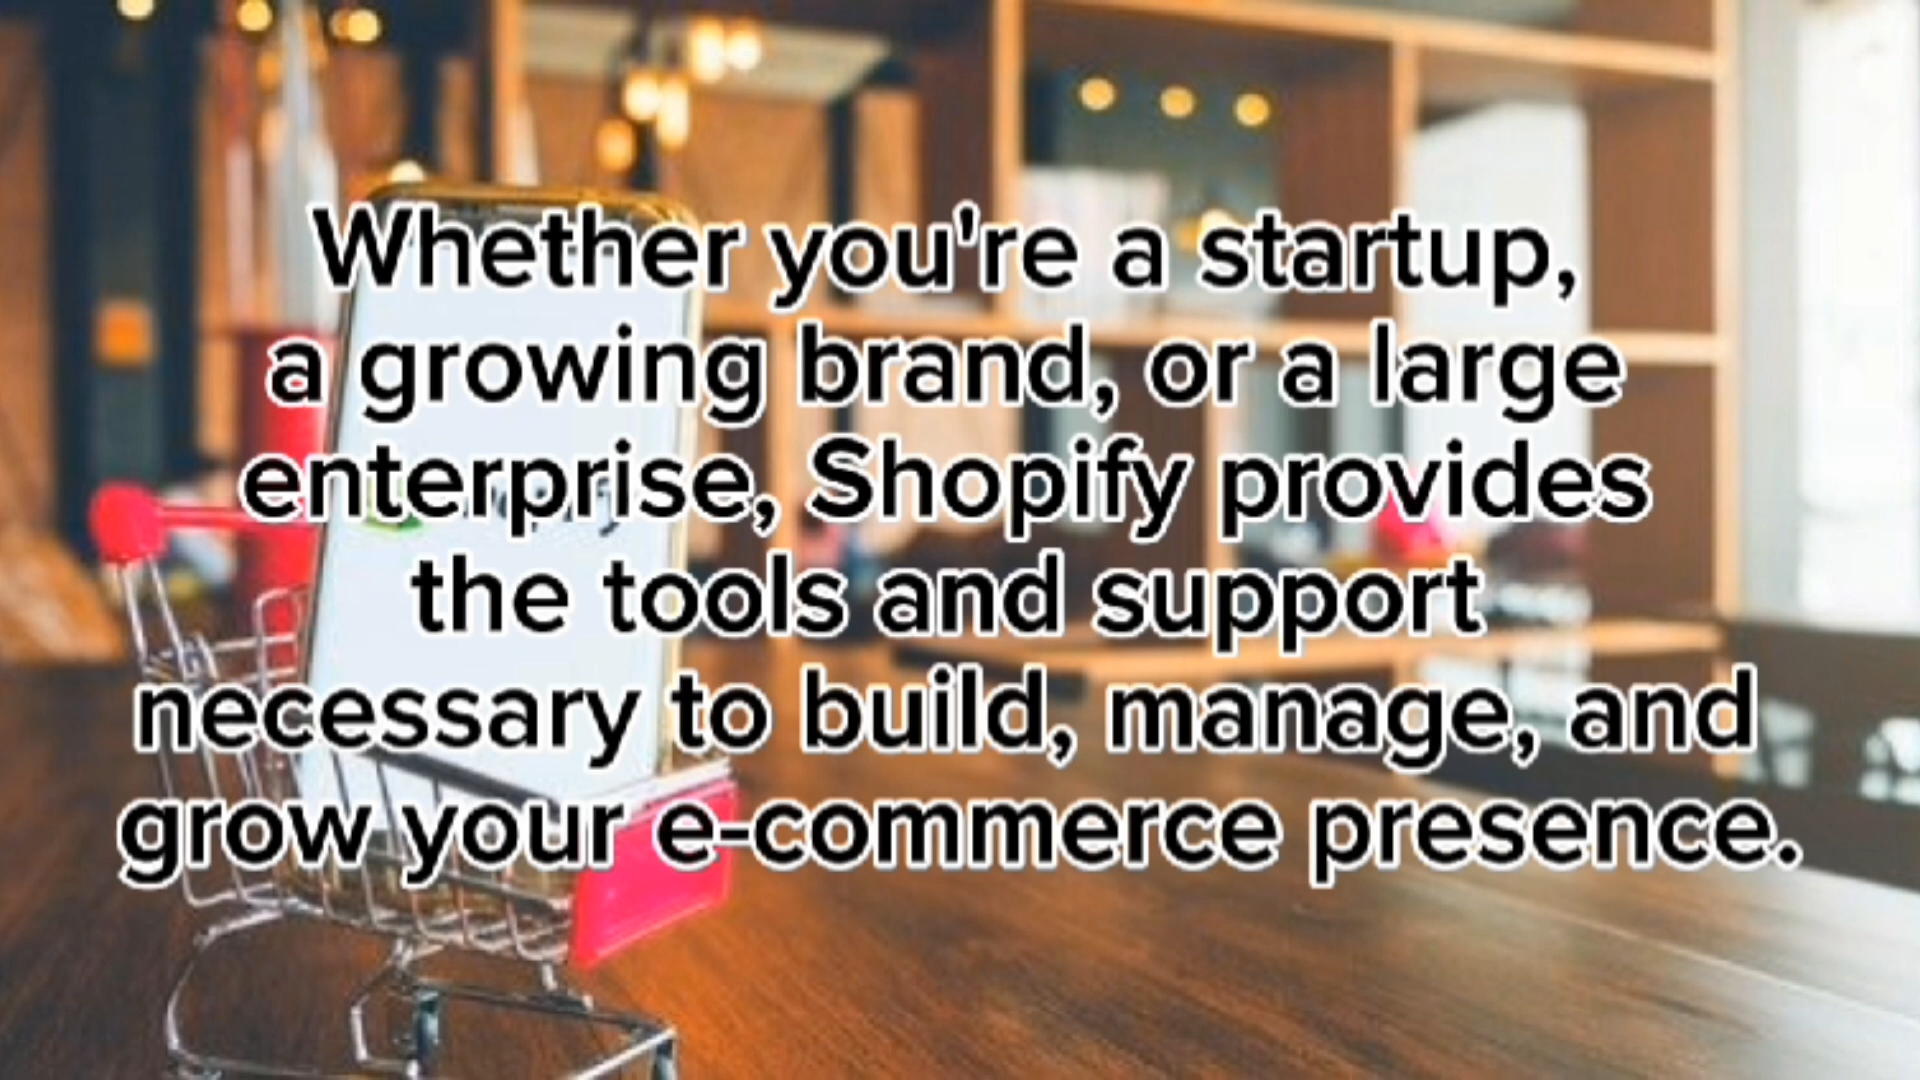 Whether you're a startup,
a growing brand, or a large
enterprise, Shopify provides
the tools and support
necessary to build, manage, and
grow your e-commerce presence.